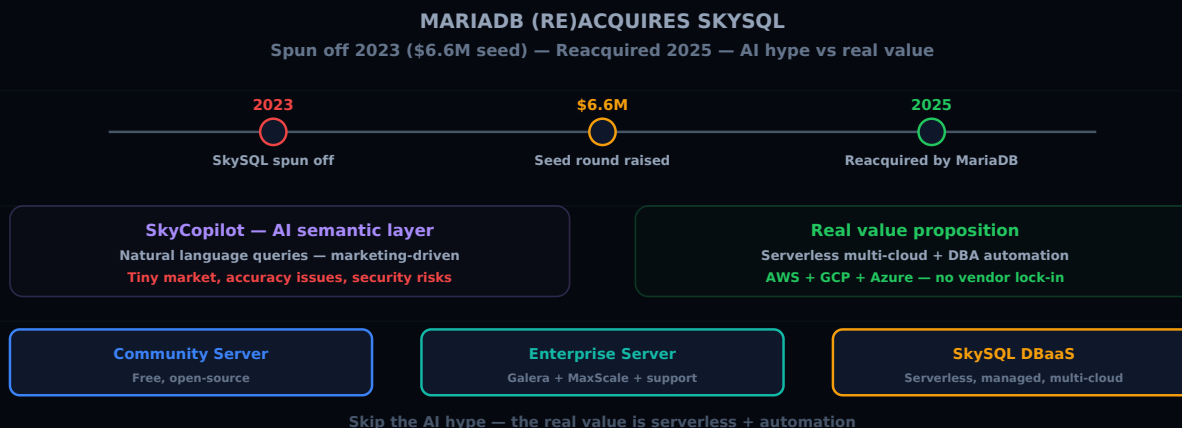 MARIADB (RE)ACQUIRES SKYSQL
Spun off 2023 ($6.6M seed) — Reacquired 2025 — AI hype vs real value
2023
$6.6M
2025
SkySQL spun off
Seed round raised
Reacquired by MariaDB
SkyCopilot — AI semantic layer
Natural language queries — marketing-driven
Tiny market, accuracy issues, security risks
Real value proposition
Serverless multi-cloud + DBA automation
AWS + GCP + Azure — no vendor lock-in
Community Server
Free, open-source
Enterprise Server
Galera + MaxScale + support
SkySQL DBaaS
Serverless, managed, multi-cloud
Skip the AI hype — the real value is serverless + automation